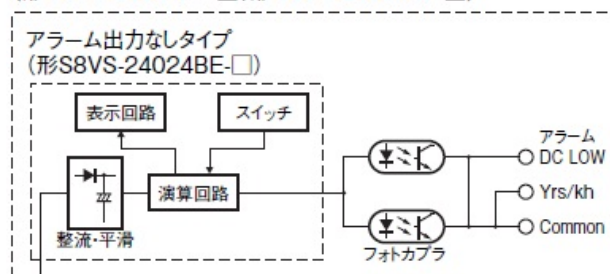 アラーム出力なしタイプ
(形S8VS-24024BE-□)
表示回路
スイッチ
演算回路
整流・平滑
フォトカプラ
アラーム
DC LOW
Yrs/kh
Common